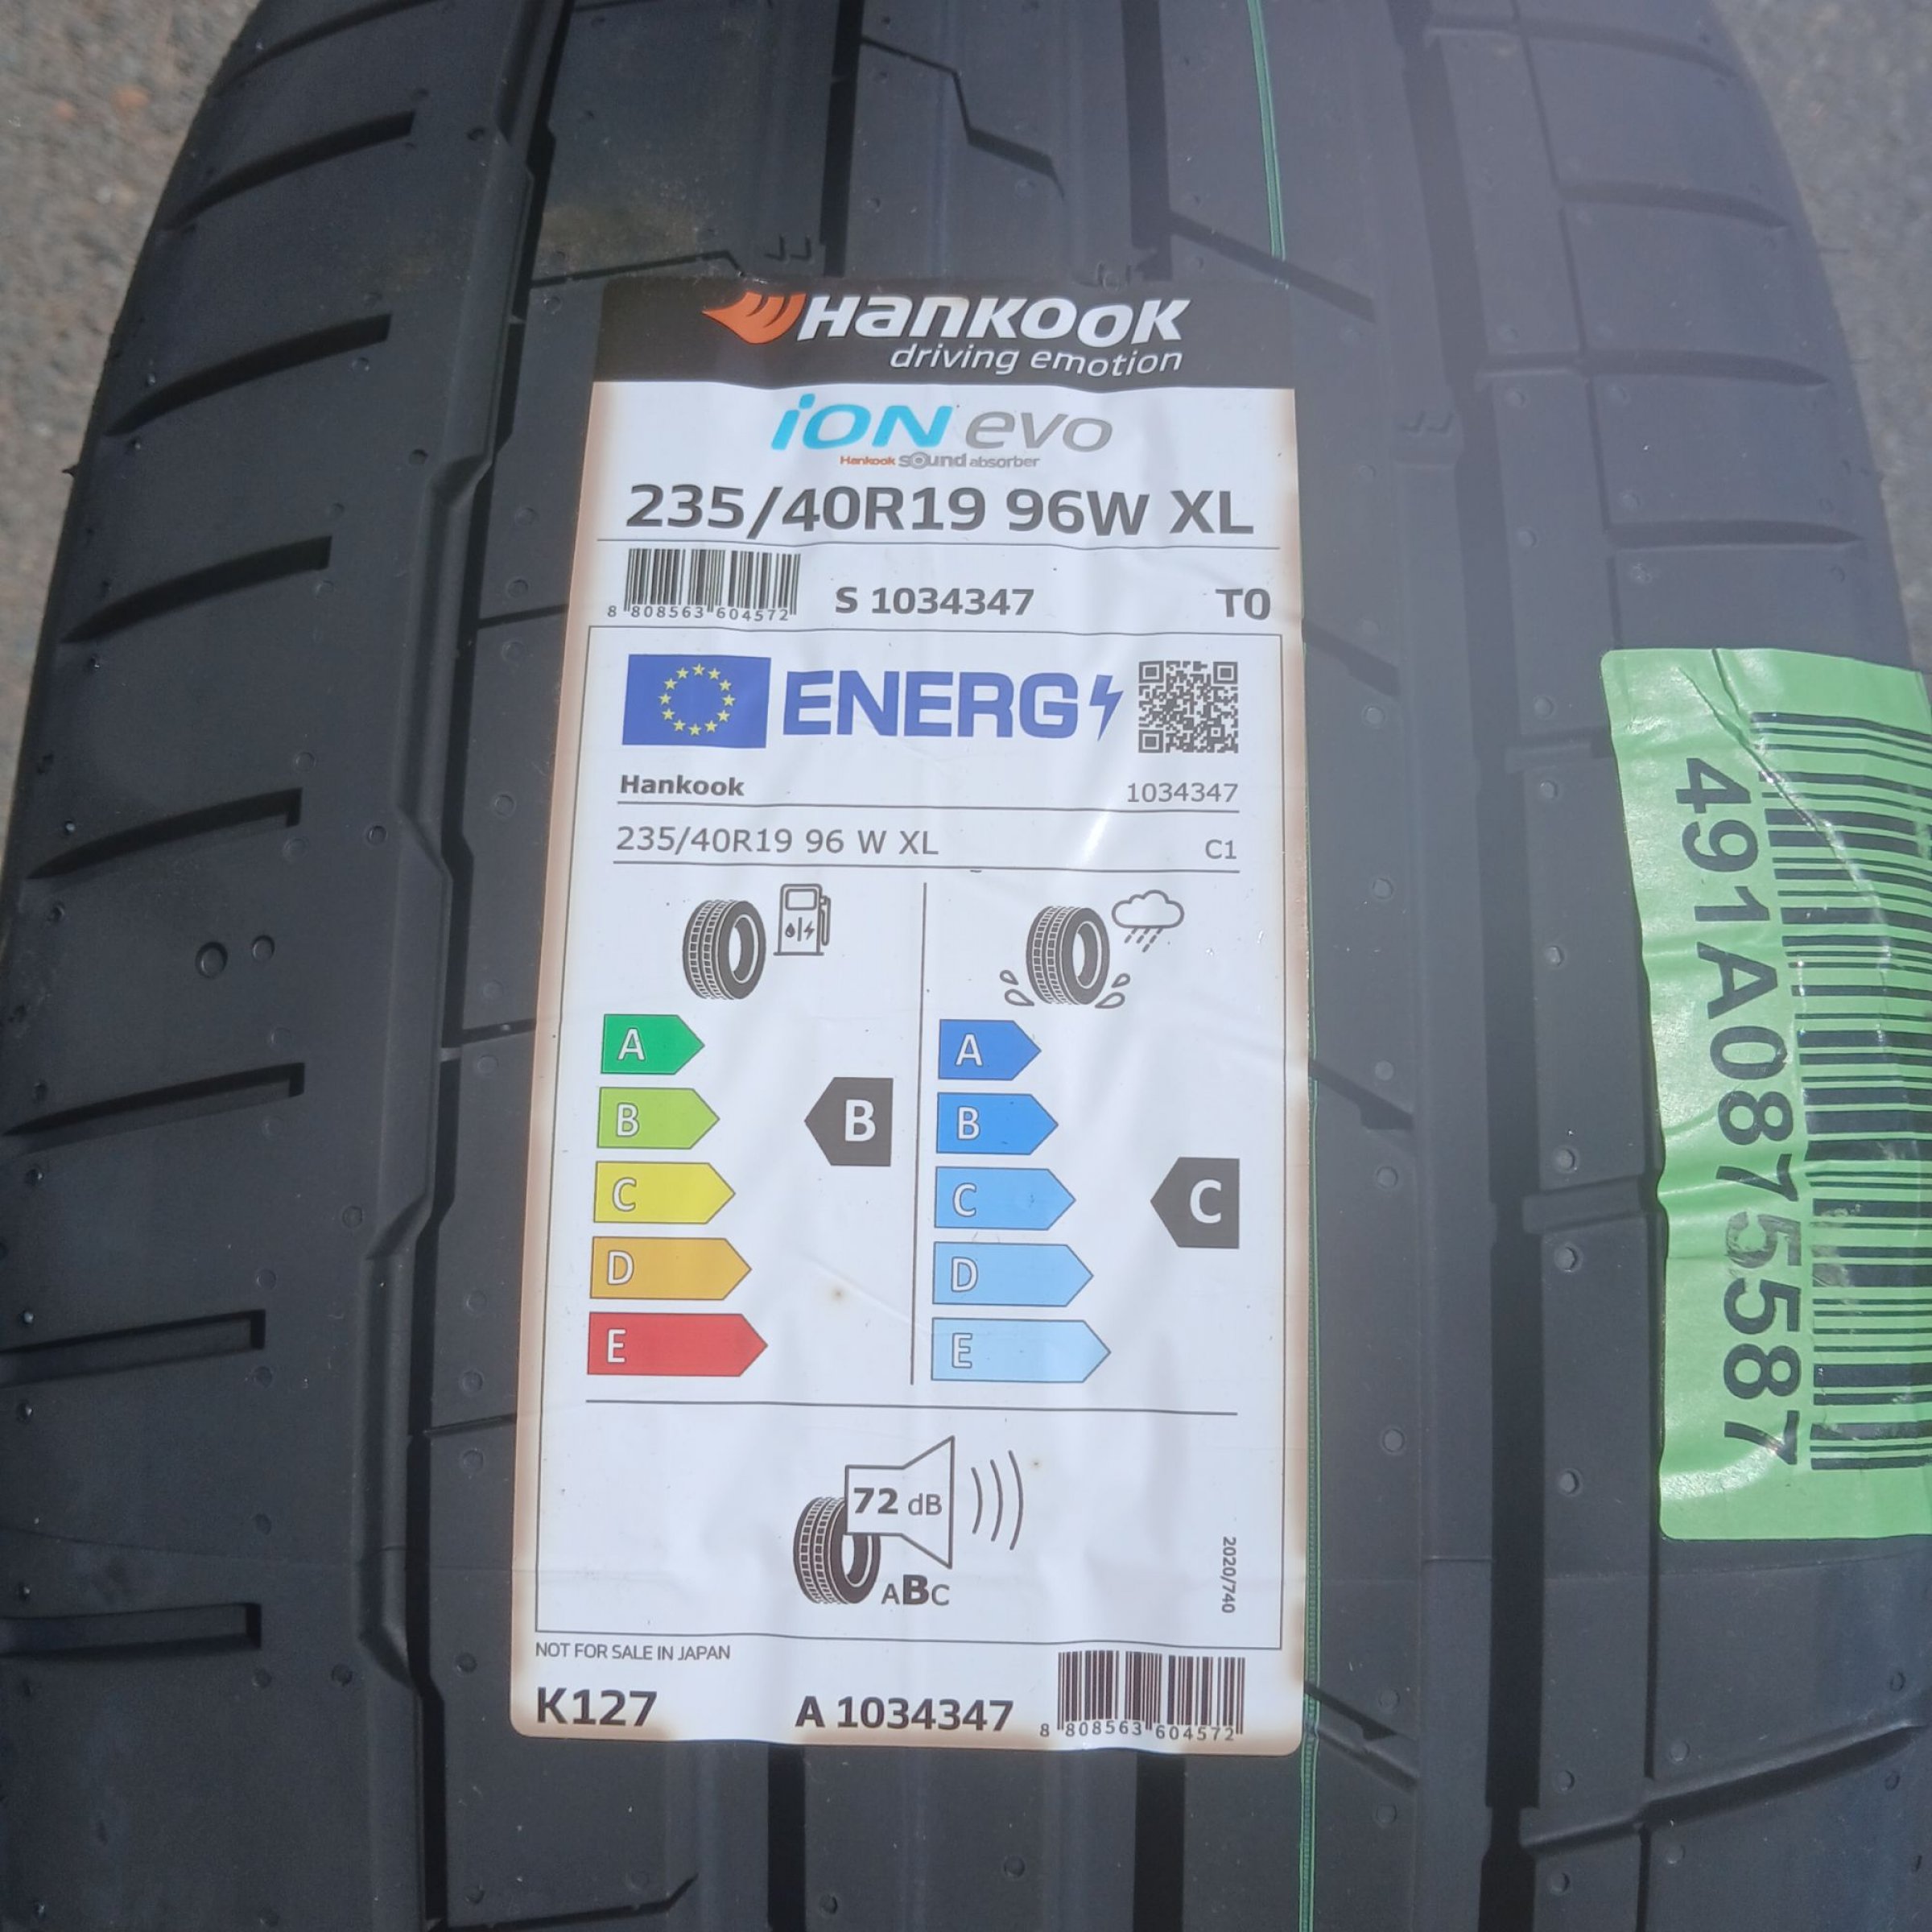 Hankook
driving emotion
iON evo
Hankook sound absorber
235/40R19 96W XL
8 808563 604572
S 1034347
T0
ENERG
Hankook
1034347
235/40R19 96 W XL
C1
A
B
C
D
E
B
A
B
C
D
E
C
72 dB
ABC
2020/740
NOT FOR SALE IN JAPAN
K127
A 1034347
8 808563 604572
491A0875587